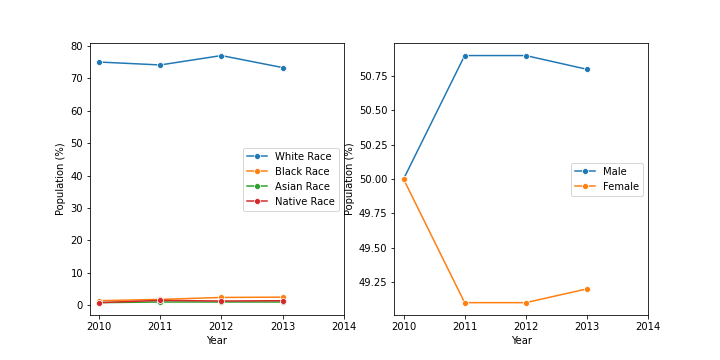 80
70
60
50
40
30
20
10
0
Population (%)
White Race
Black Race
Asian Race
Native Race
2010 2011 2012 2013 2014
Year
50.75
50.50
50.25
50.00
49.75
49.50
49.25
Population (%)
Male
Female
2010 2011 2012 2013 2014
Year